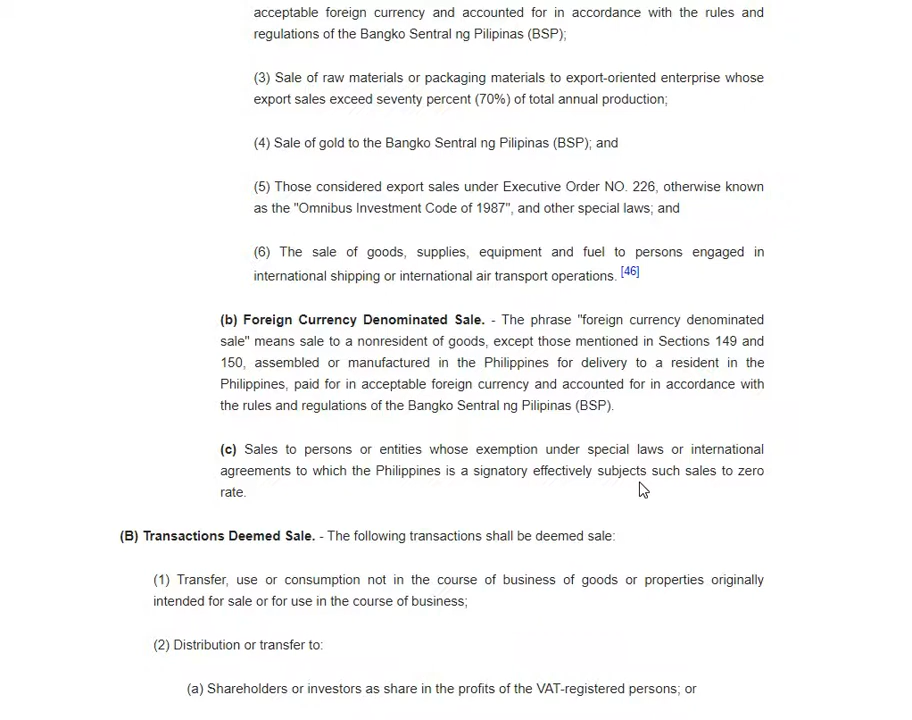 acceptable foreign currency and accounted for in accordance with the rules and
regulations of the Bangko Sentral ng Pilipinas (BSP);
(3) Sale of raw materials or packaging materials to export-oriented enterprise whose
export sales exceed seventy percent (70%) of total annual production;
(4) Sale of gold to the Bangko Sentral ng Pilipinas (BSP); and
(5) Those considered export sales under Executive Order NO. 226, otherwise known
as the "Omnibus Investment Code of 1987", and other special laws; and
(6) The sale of goods, supplies, equipment and fuel to persons engaged in
international shipping or international air transport operations. [46]
(b) Foreign Currency Denominated Sale. - The phrase "foreign currency denominated
sale" means sale to a nonresident of goods, except those mentioned in Sections 149 and
150, assembled or manufactured in the Philippines for delivery to a resident in the
Philippines, paid for in acceptable foreign currency and accounted for in accordance with
the rules and regulations of the Bangko Sentral ng Pilipinas (BSP).
(c) Sales to persons or entities whose exemption under special laws or international
agreements to which the Philippines is a signatory effectively subjects such sales to zero
rate.
(B) Transactions Deemed Sale. - The following transactions shall be deemed sale:
(1) Transfer, use or consumption not in the course of business of goods or properties originally
intended for sale or for use in the course of business;
(2) Distribution or transfer to:
(a) Shareholders or investors as share in the profits of the VAT-registered persons; or